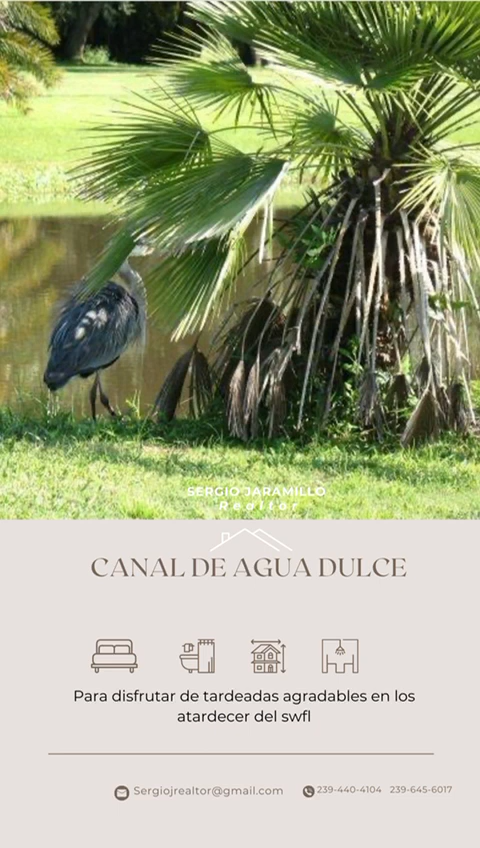 SERGIO JARAMILLO
Realtor
CANAL DE AGUA DULCE
Para disfrutar de tardeadas agradables en los
atardecer del swfl
Sergiojrealtor@gmail.com 239-440-4104 239-645-6017